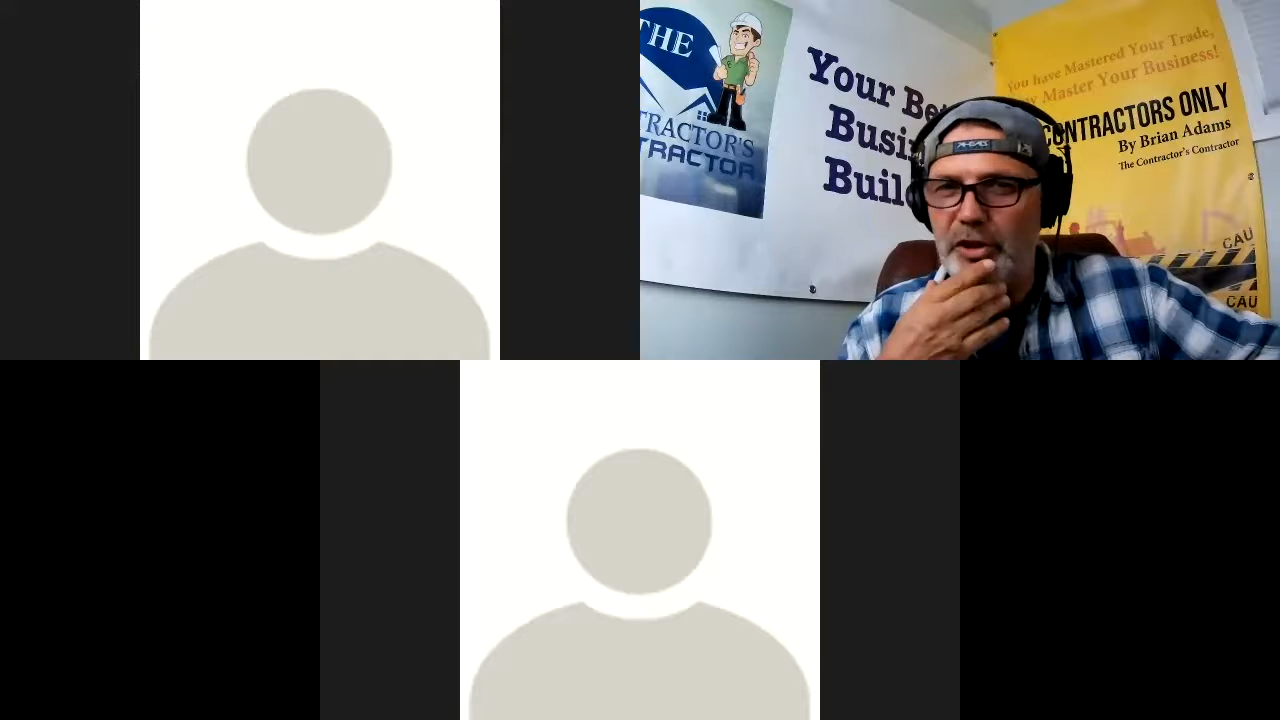 THE
TRACTOR'S
TRACTOR
Your
Busi
Buil
You have Mastered Your Trade,
Master Your Business!
CONTRACTORS ONLY
By Brian Adams
The Contractor's Contractor
CAU
CAU